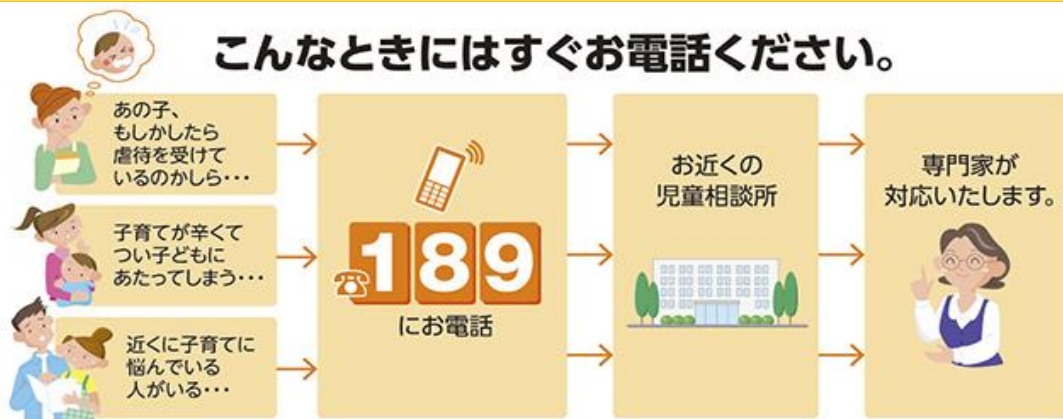 こんなときにはすぐお電話ください。
あの子、
もしかしたら
虐待を受けて
いるのかしら・・・
子育てが辛くて
つい子どもに
あたってしまう・・・
近くに子育てに
悩んでいる
人がいる・・・
189
にお電話
お近くの
児童相談所
専門家が
対応いたします。